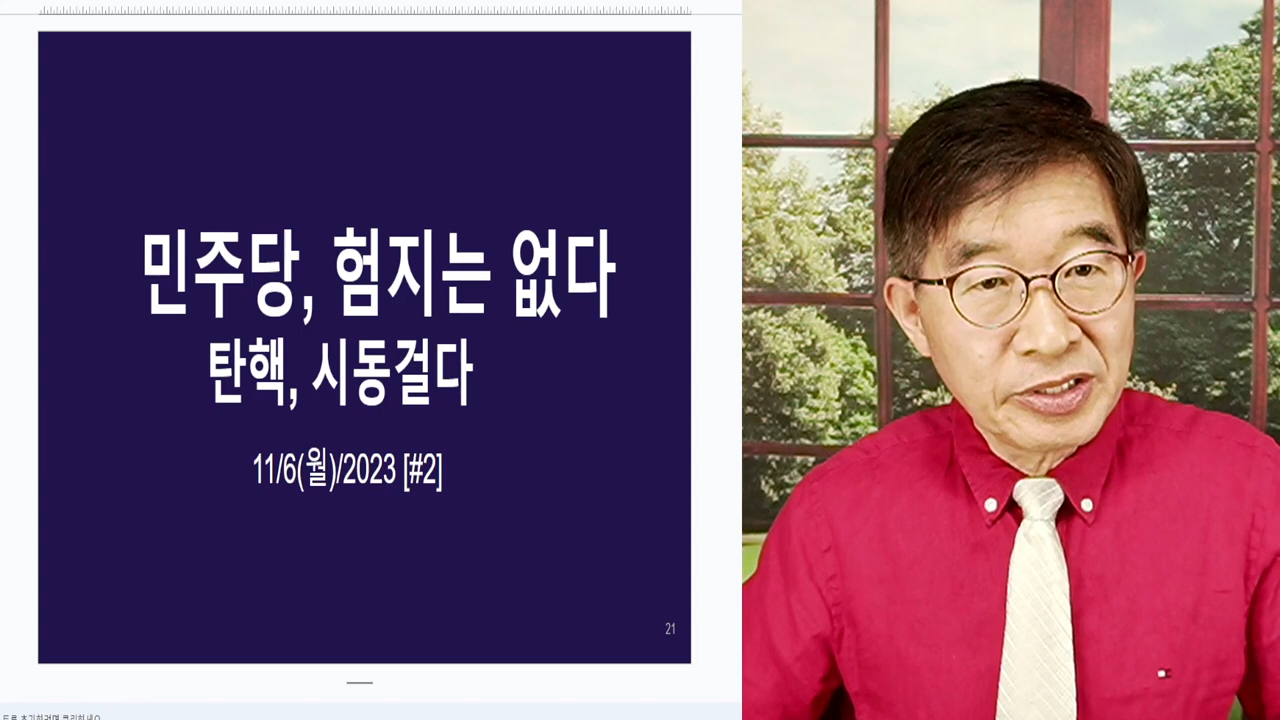 민주당, 험지는 없다
탄핵, 시동걸다
11/6(월)/2023 [#2]
21